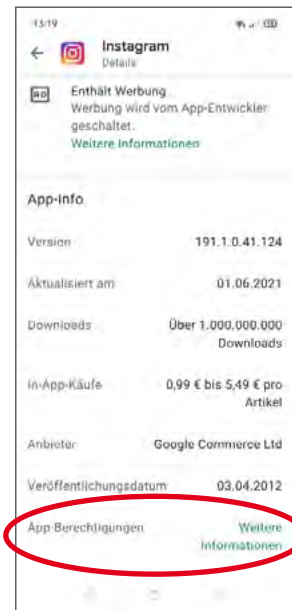 15:19
Instagram
Details
AD
Enthält Werbung
Werbung wird vom App-Entwickler
geschaltet.
Weitere Informationen
App-Info
Version 191.1.0.41.124
Aktualisiert am 01.06.2021
Downloads Über 1.000.000.000
Downloads
In-App-Käufe 0,99 € bis 5,49 € pro
Artikel
Anbieter Google Commerce Ltd
Veröffentlichungsdatum 03.04.2012
App-Berechtigungen Weitere
Informationen